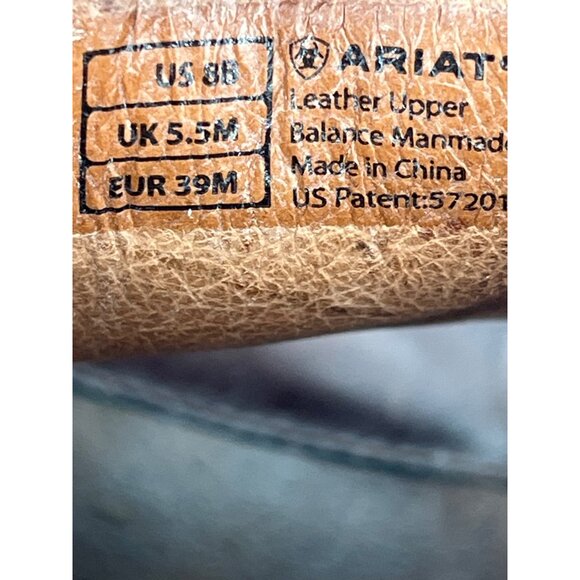 US 8B
UK 5.5M
EUR 39M
ARIAT
Leather Upper
Balance Manmade
Made in China
US Patent:57201